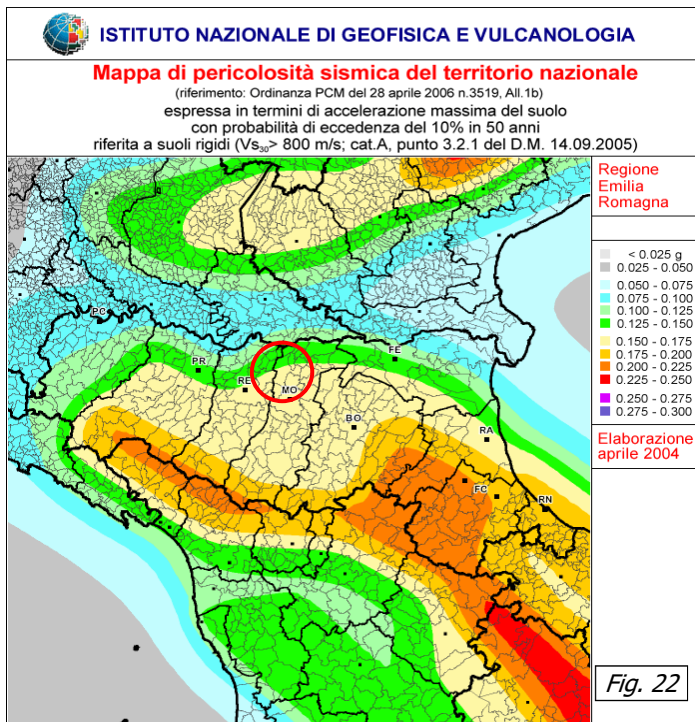 ISTITUTO NAZIONALE DI GEOFISICA E VULCANOLOGIA
Mappa di pericolosità sismica del territorio nazionale
(riferimento: Ordinanza PCM del 28 aprile 2006 n.3519, All.1b)
espressa in termini di accelerazione massima del suolo
con probabilità di eccedenza del 10% in 50 anni
riferita a suoli rigidi (Vs₃₀> 800 m/s; cat.A, punto 3.2.1 del D.M. 14.09.2005)
Regione
Emilia
Romagna
< 0.025 g
0.025 - 0.050
0.050 - 0.075
0.075 - 0.100
0.100 - 0.125
0.125 - 0.150
0.150 - 0.175
0.175 - 0.200
0.200 - 0.225
0.225 - 0.250
0.250 - 0.275
0.275 - 0.300
Elaborazione
aprile 2004
PC
PR
FE
RE
MO
BO
RA
FC
RN
Fig. 22